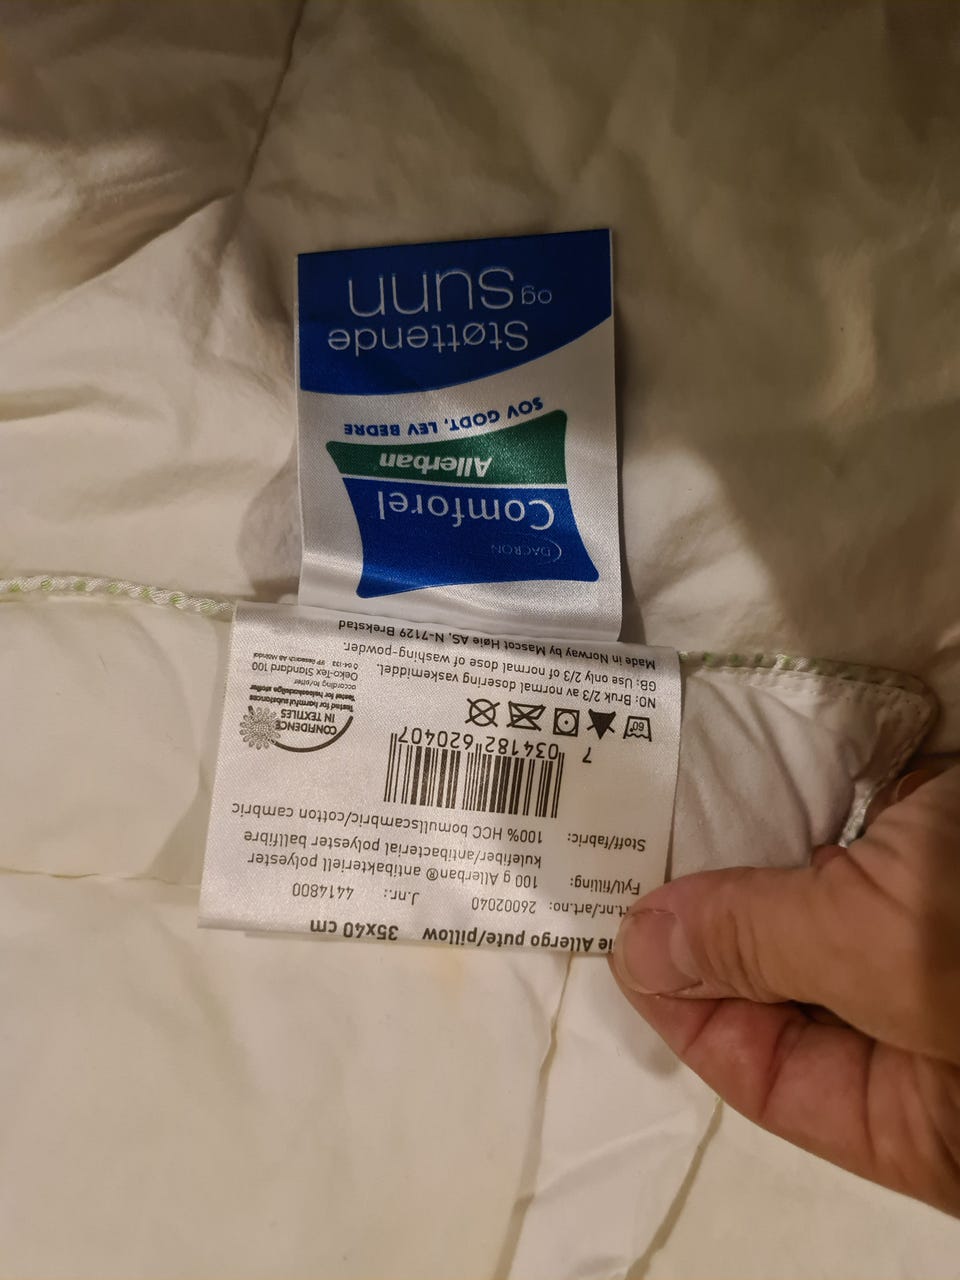 ie Allergo pute/pillow 35x40 cm
rt.nr/art.no: 26002040 J.nr.: 4414800
Fyll/filling: 100 g Allerban® antibakteriell polyester
kulefiber/antibacterial polyester ballfibre
Stoff/fabric: 100% HCC bomullscambric/cotton cambric
7 034182 620407
60°
NO: Bruk 2/3 av normal dosering vaskemiddel.
GB: Use only 2/3 of normal dose of washing-powder.
Made in Norway by Mascot Høie AS, N-7129 Brekstad
CONFIDENCE
IN TEXTILES
Tested for harmful substances
according to/etter
Oeko-Tex Standard 100
DACRON
Comforel
Allerban
SOV GODT, LEV BEDRE
Støttende
og sunn